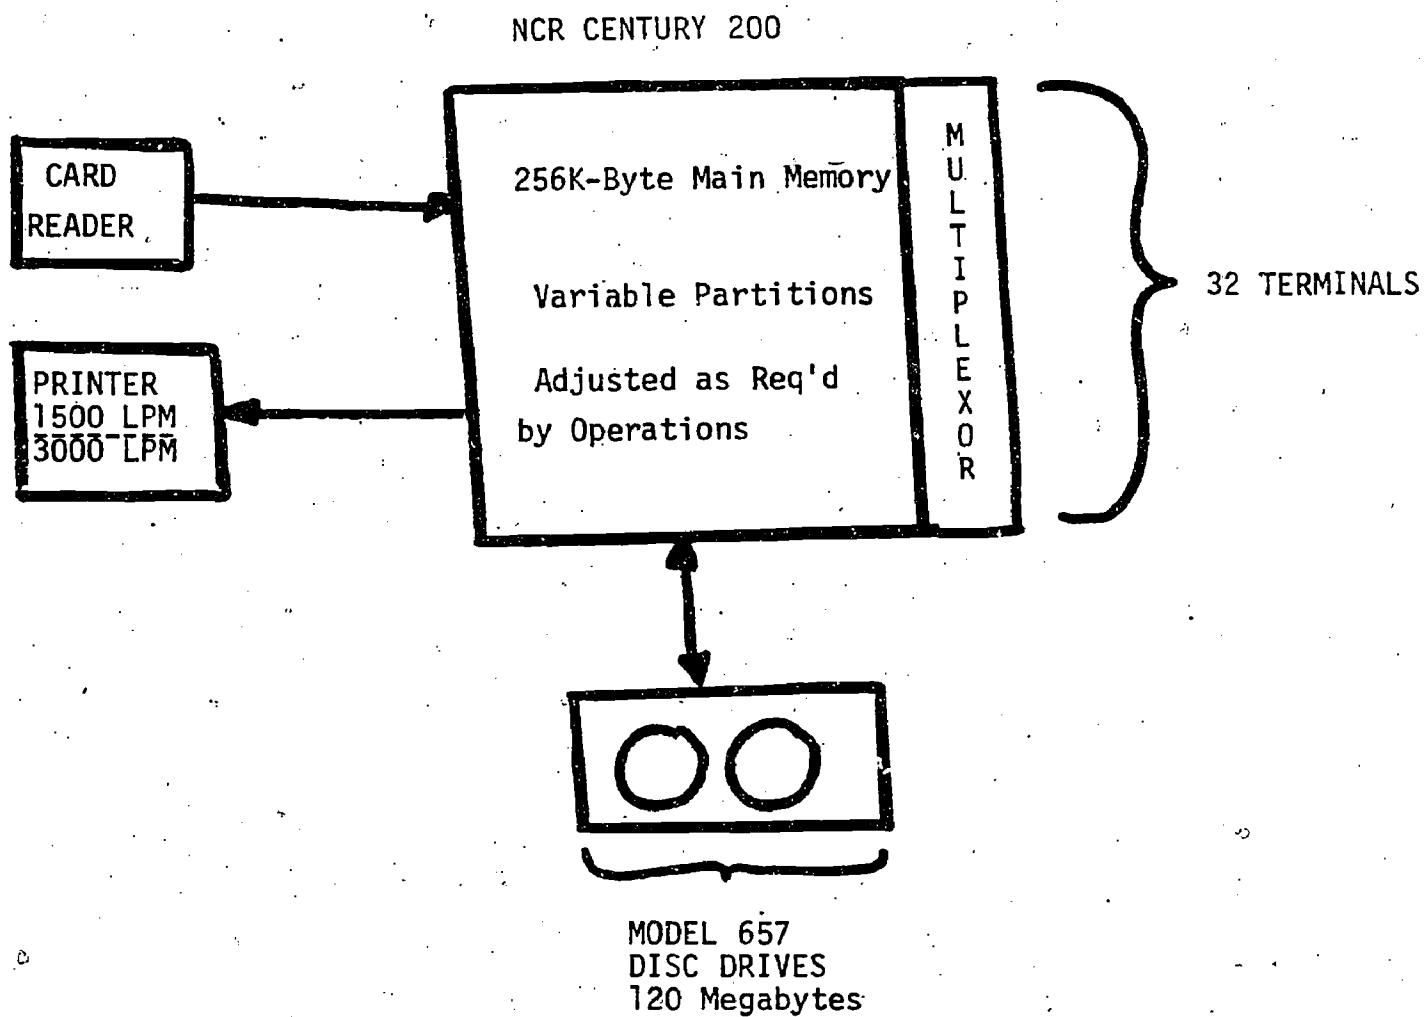 NCR CENTURY 200
CARD
READER
256K-Byte Main Memory
Variable Partitions
Adjusted as Req'd
by Operations
MULTIPLEXOR
32 TERMINALS
PRINTER
1500 LPM
3000 LPM
MODEL 657
DISC DRIVES
120 Megabytes